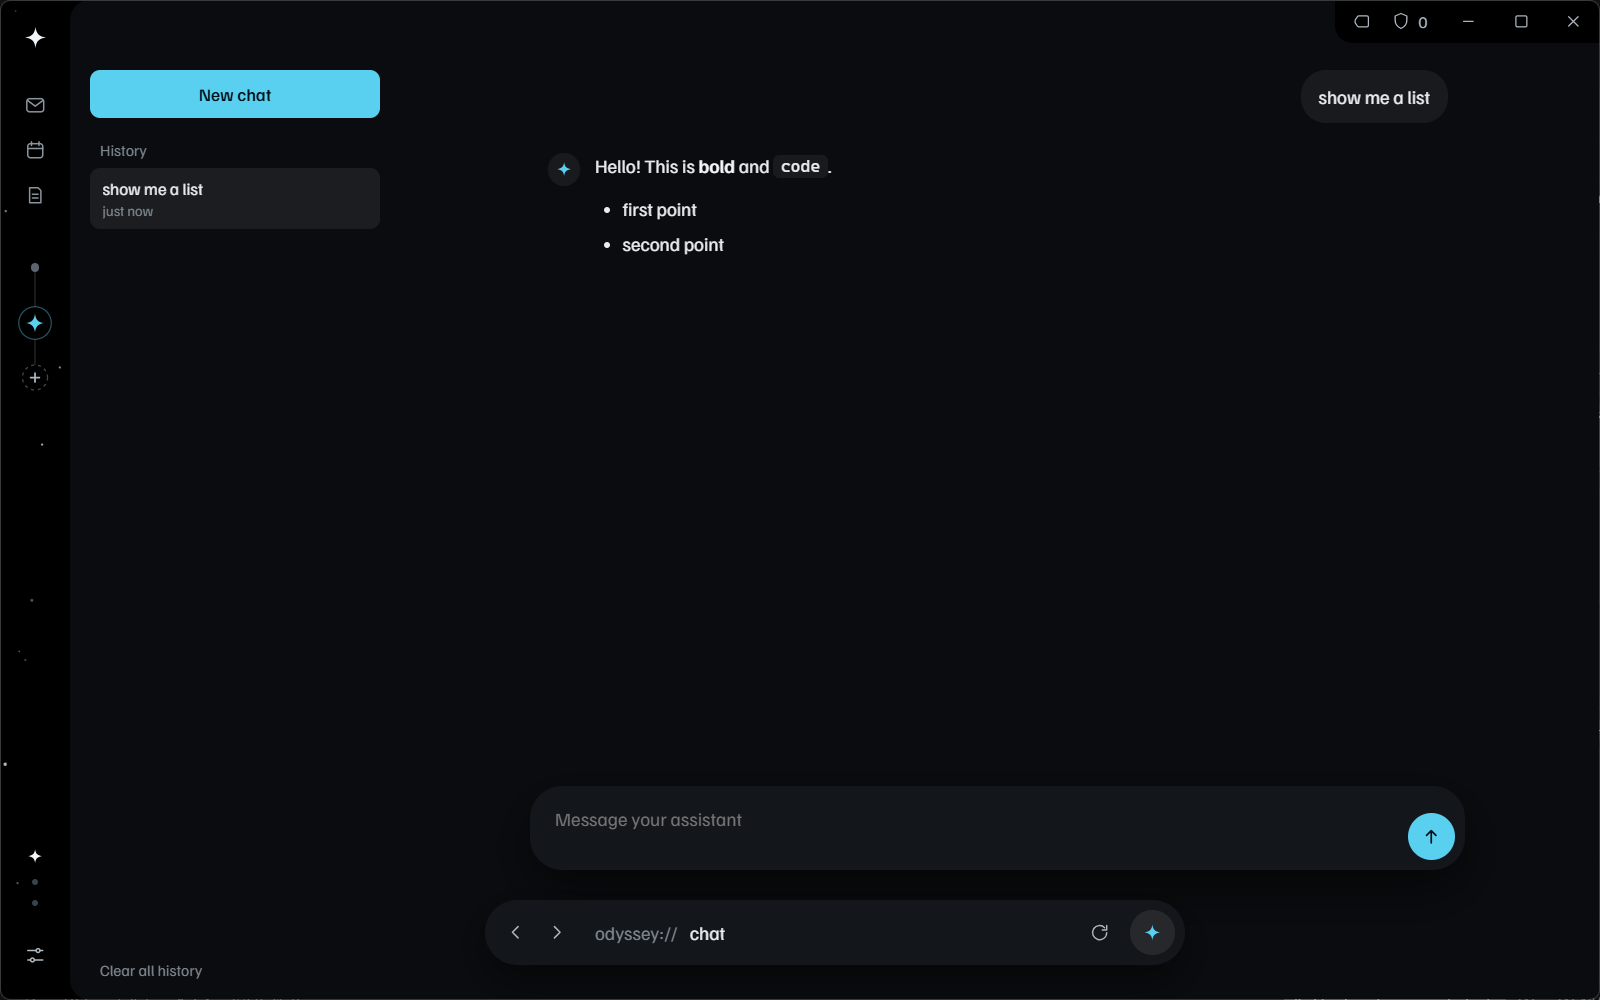 0
New chat
History
show me a list
just now
show me a list
Hello! This is bold and code.
• first point
• second point
Message your assistant
odyssey:// chat
Clear all history